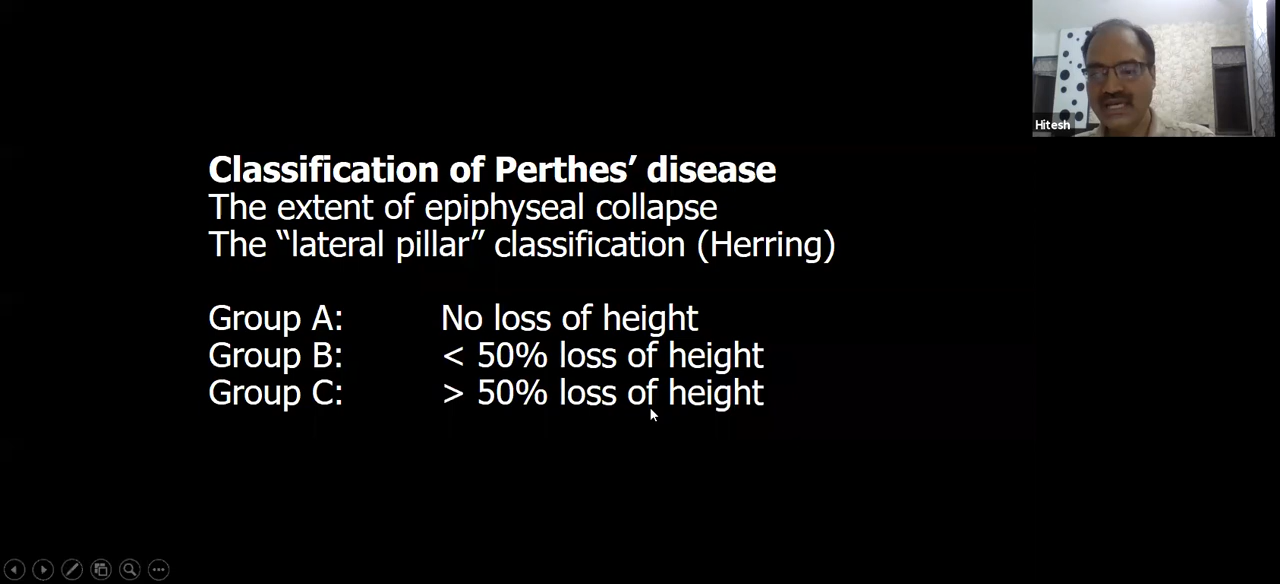 Hitesh
Classification of Perthes’ disease
The extent of epiphyseal collapse
The “lateral pillar” classification (Herring)
Group A: No loss of height
Group B: < 50% loss of height
Group C: > 50% loss of height